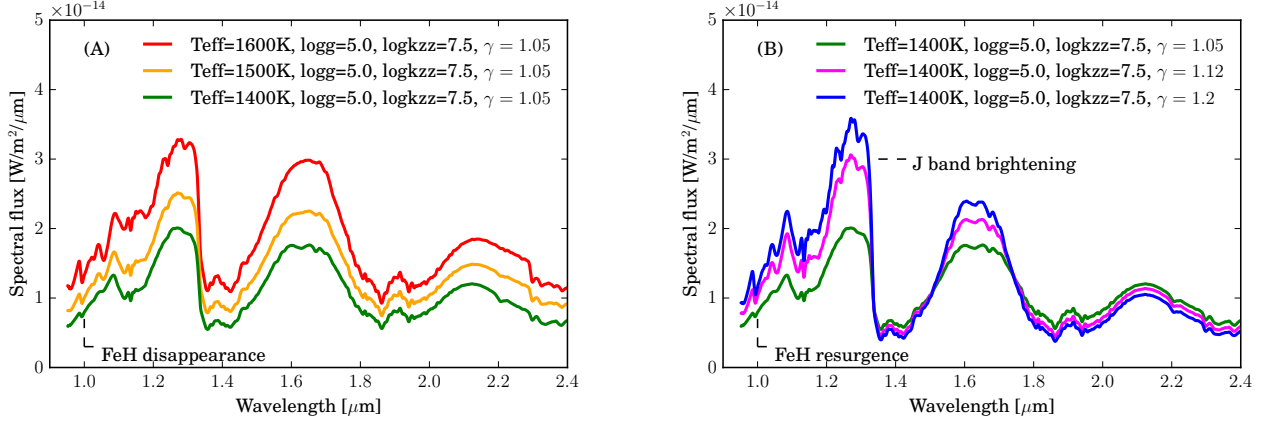 5 ×10⁻¹⁴
(A)
Teff=1600K, logg=5.0, logkzz=7.5, γ = 1.05
Teff=1500K, logg=5.0, logkzz=7.5, γ = 1.05
Teff=1400K, logg=5.0, logkzz=7.5, γ = 1.05
4
3
2
1
0
Spectral flux [W/m²/μm]
FeH disappearance
1.0 1.2 1.4 1.6 1.8 2.0 2.2 2.4
Wavelength [μm]
5 ×10⁻¹⁴
(B)
Teff=1400K, logg=5.0, logkzz=7.5, γ = 1.05
Teff=1400K, logg=5.0, logkzz=7.5, γ = 1.12
Teff=1400K, logg=5.0, logkzz=7.5, γ = 1.2
4
3
2
1
0
Spectral flux [W/m²/μm]
J band brightening
FeH resurgence
1.0 1.2 1.4 1.6 1.8 2.0 2.2 2.4
Wavelength [μm]